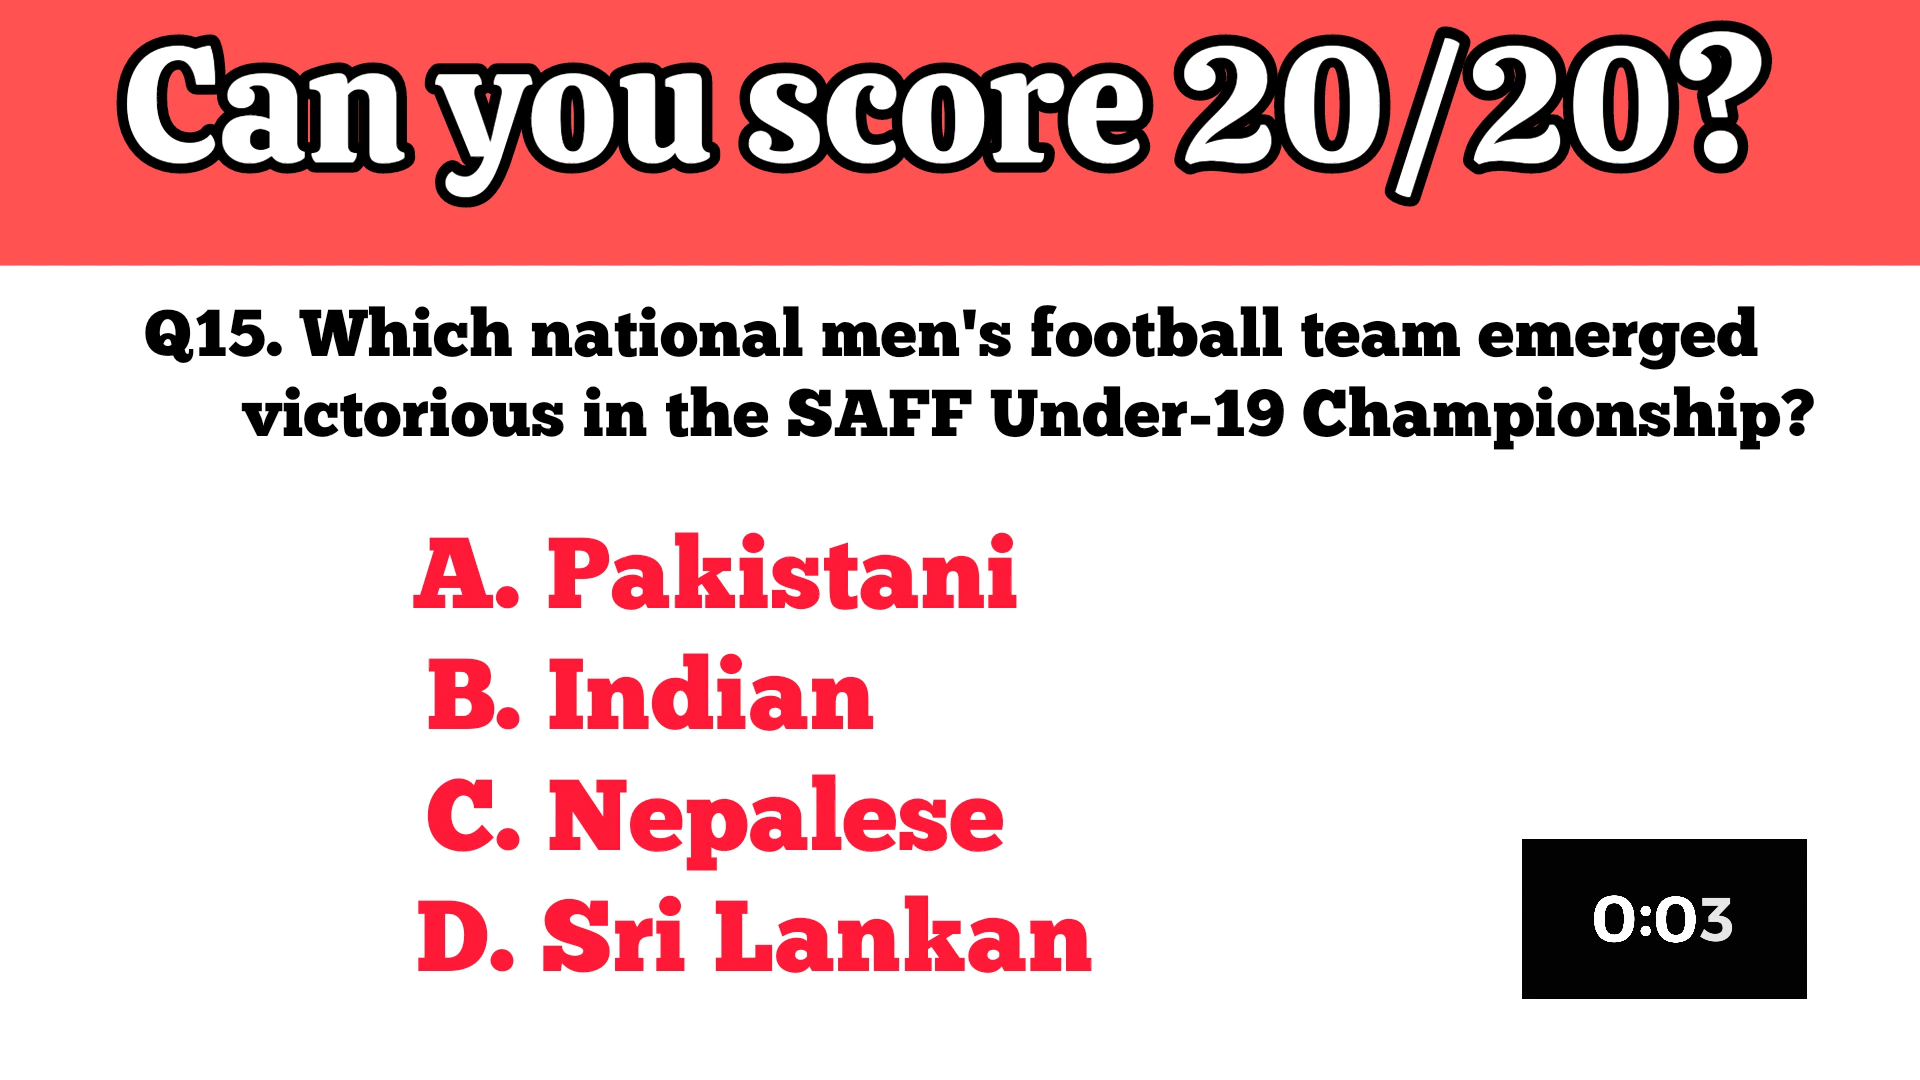 Can you score 20/20?
Q15. Which national men's football team emerged
victorious in the SAFF Under-19 Championship?
A. Pakistani
B. Indian
C. Nepalese
D. Sri Lankan
0:03